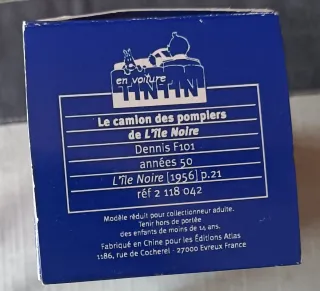 en voiture
TINTIN
Le camion des pompiers
de L'Île Noire
Dennis F101
années 50
L'île Noire (1956) p.21
réf 2 118 042
Modèle réduit pour collectionneur adulte.
Tenir hors de portée
des enfants de moins de 14 ans.
Fabriqué en Chine pour les Éditions Atlas
1186, rue de Cocherel - 27000 Evreux France